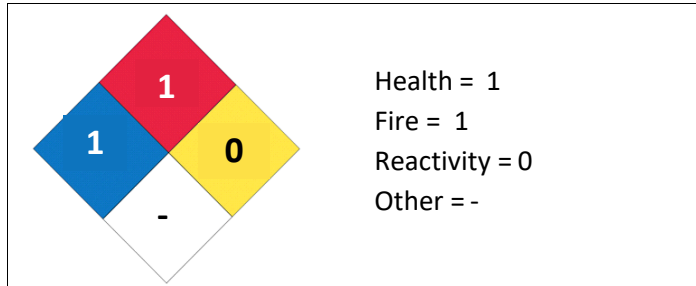 1
1
0
-
Health = 1
Fire = 1
Reactivity = 0
Other = -